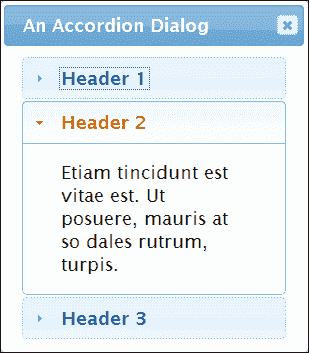 An Accordion Dialog
Header 1
Header 2
Etiam tincidunt est
vitae est. Ut
posuere, mauris at
so dales rutrum,
turpis.
Header 3